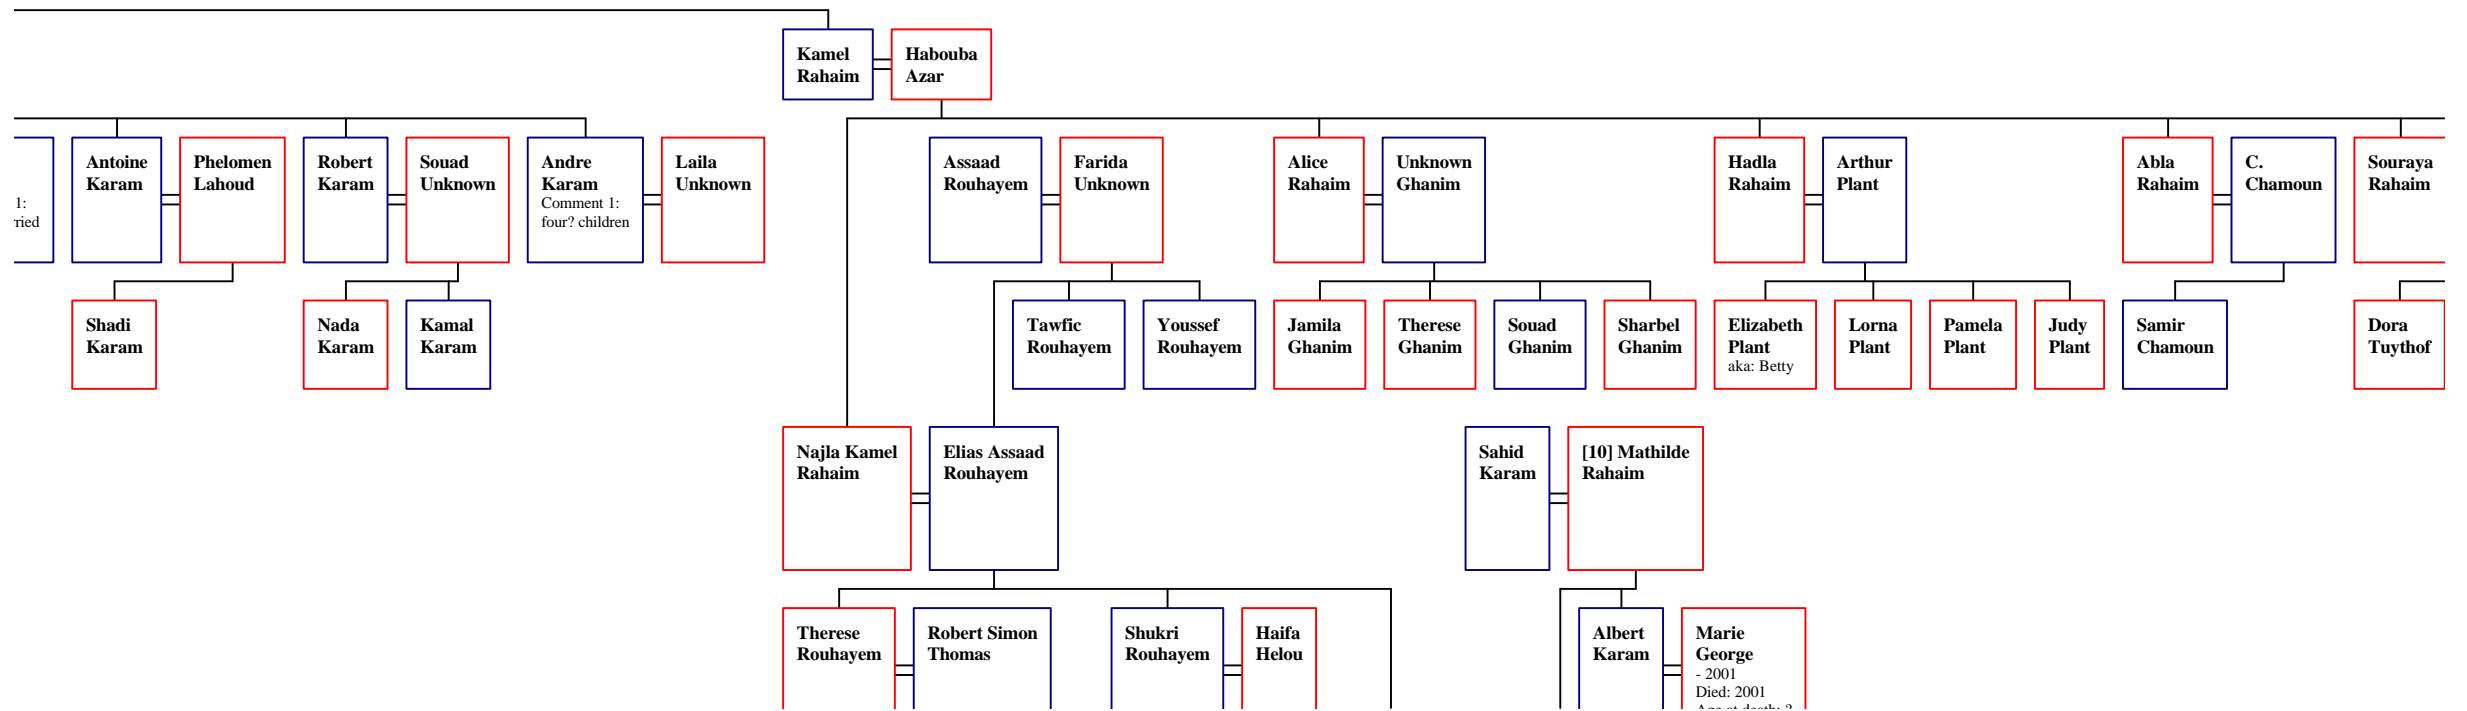 Kamel
Rahaim
Habouba
Azar
1:
rried
Antoine
Karam
Phelomen
Lahoud
Robert
Karam
Souad
Unknown
Andre
Karam
Comment 1:
four? children
Laila
Unknown
Assaad
Rouhayem
Farida
Unknown
Alice
Rahaim
Unknown
Ghanim
Hadla
Rahaim
Arthur
Plant
Abla
Rahaim
C.
Chamoun
Souraya
Rahaim
Shadi
Karam
Nada
Karam
Kamal
Karam
Tawfic
Rouhayem
Youssef
Rouhayem
Jamila
Ghanim
Therese
Ghanim
Souad
Ghanim
Sharbel
Ghanim
Elizabeth
Plant
aka: Betty
Lorna
Plant
Pamela
Plant
Judy
Plant
Samir
Chamoun
Dora
Tuythof
Najla Kamel
Rahaim
Elias Assaad
Rouhayem
Sahid
Karam
[10] Mathilde
Rahaim
Therese
Rouhayem
Robert Simon
Thomas
Shukri
Rouhayem
Haifa
Helou
Albert
Karam
Marie
George
- 2001
Died: 2001
Age at death: ?